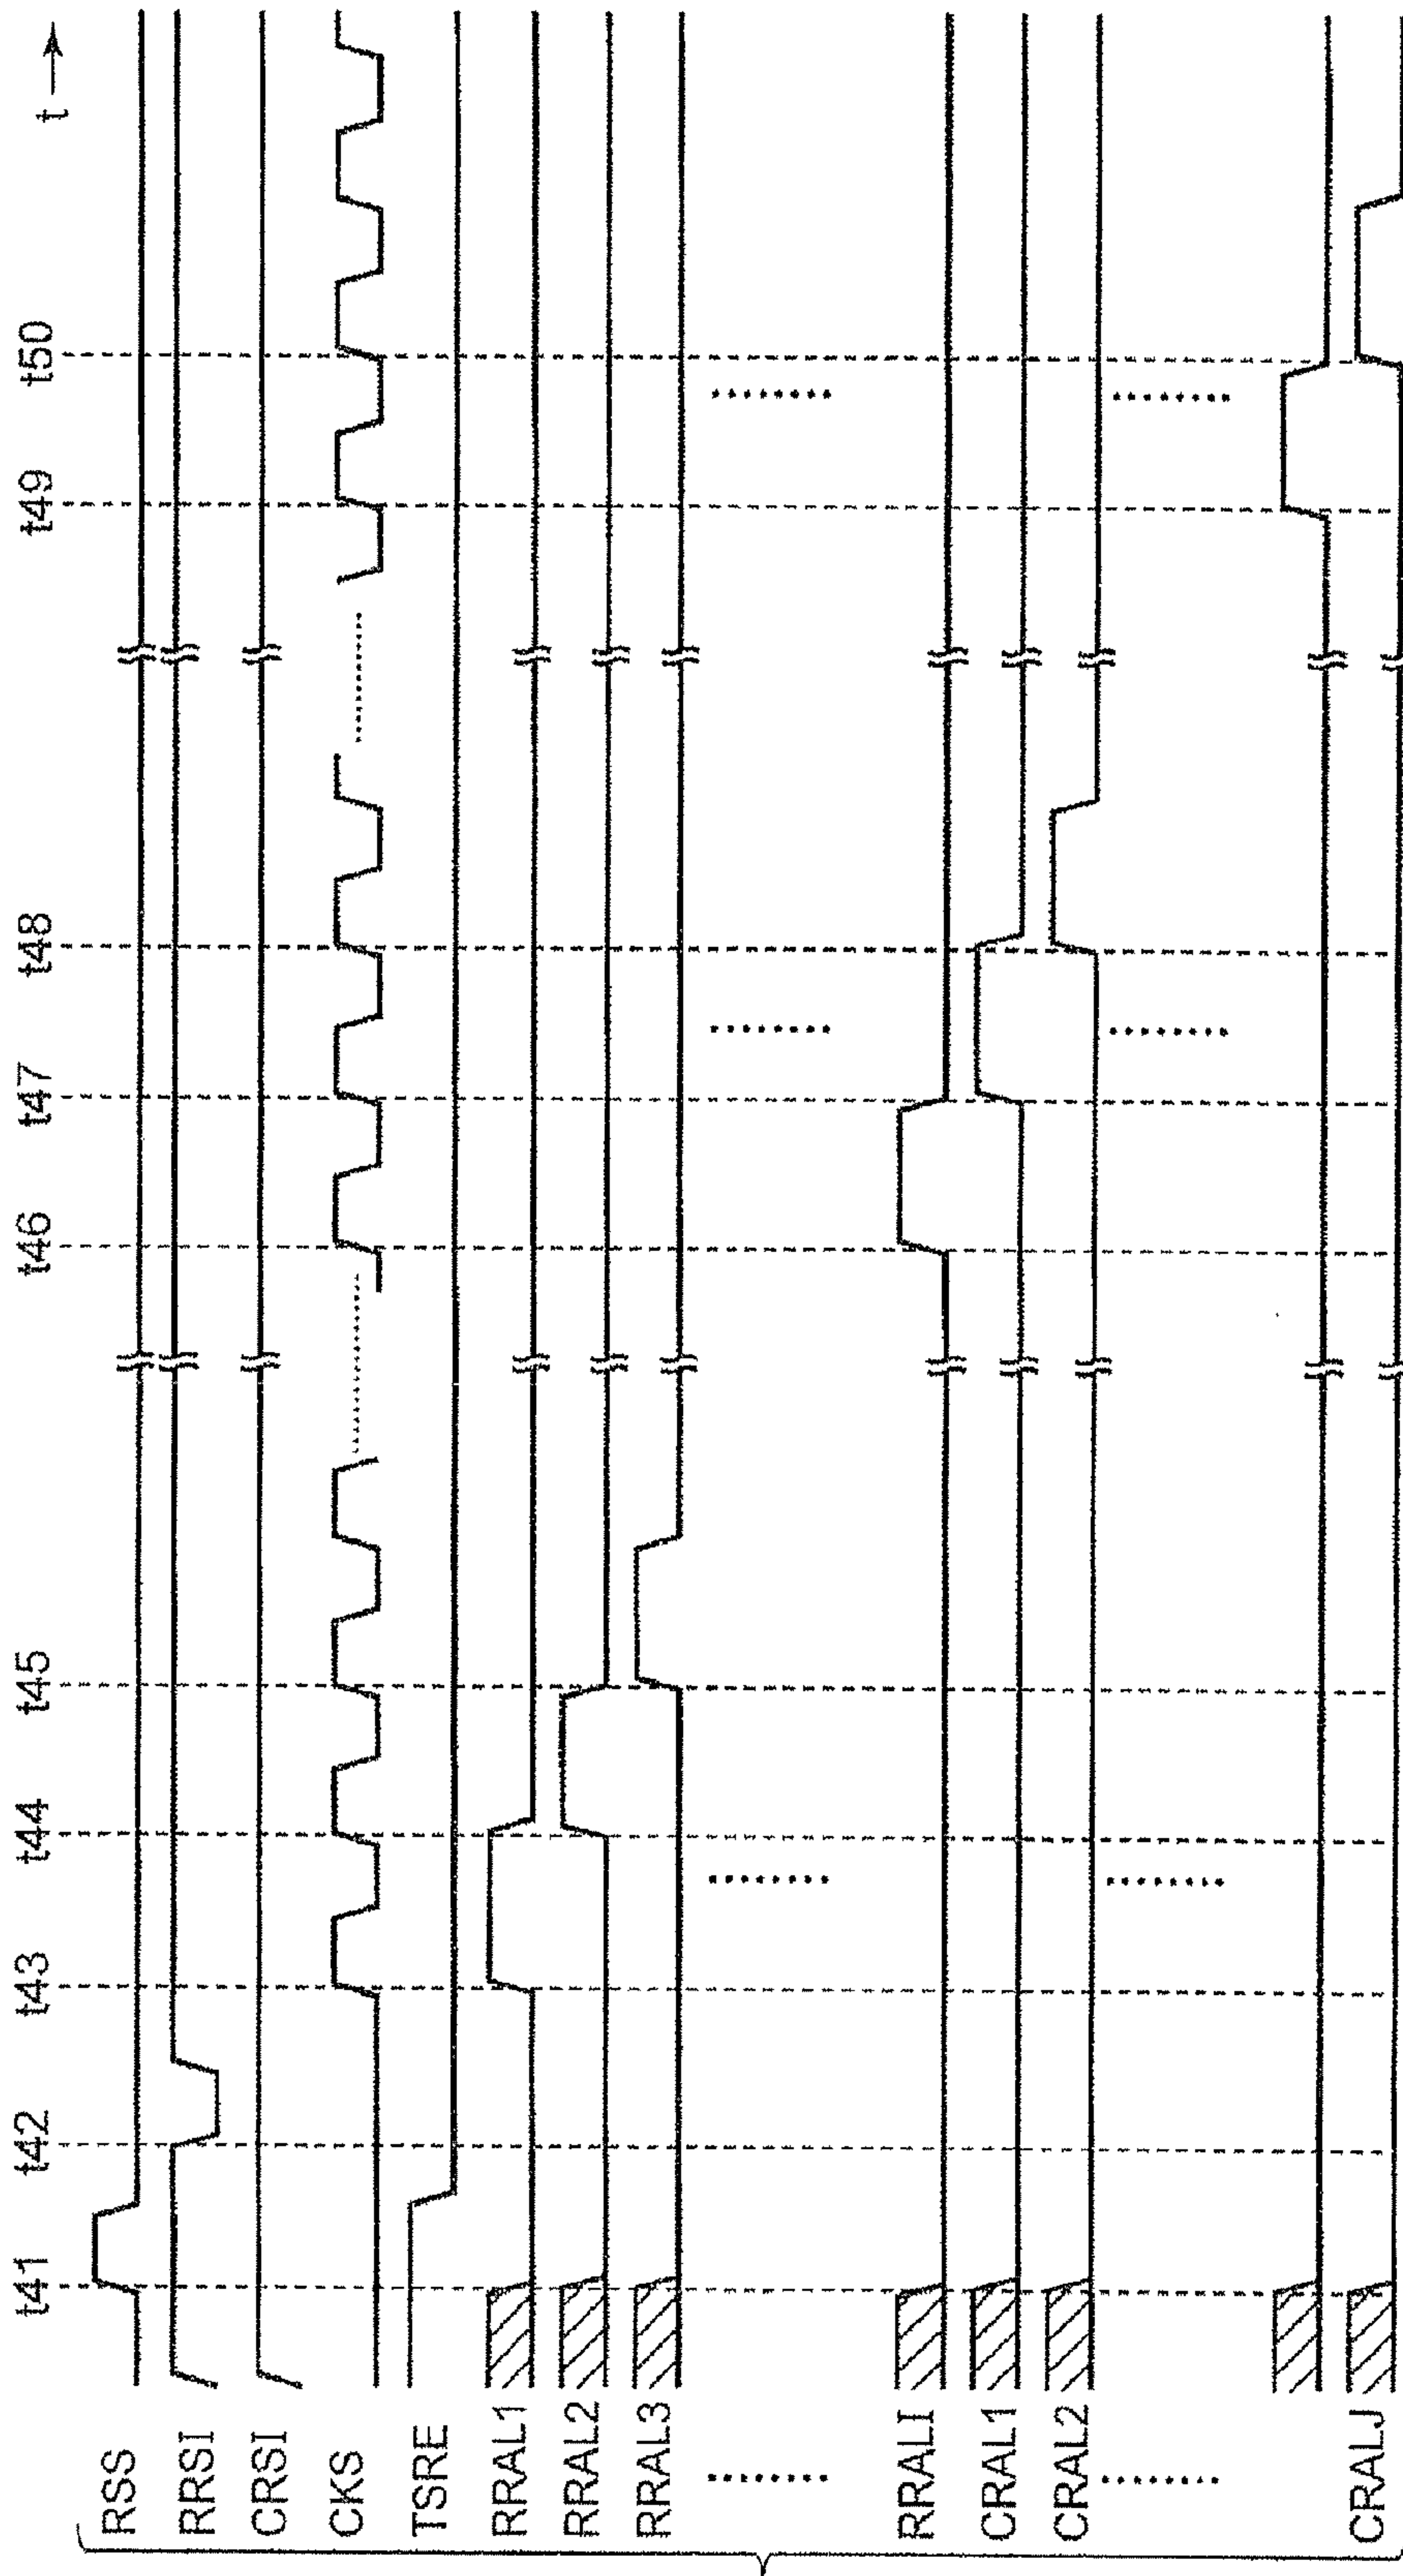 t →
t41 t42 t43 t44 t45 t46 t47 t48 t49 t50
RSS
RRSI
CRSI
CKS
TSRE
RRAL1
RRAL2
RRAL3
RRALI
CRAL1
CRAL2
CRALJ